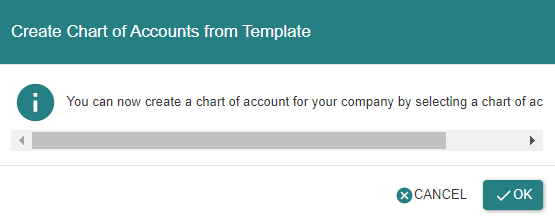 Create Chart of Accounts from Template
You can now create a chart of account for your company by selecting a chart of ac
CANCEL
OK